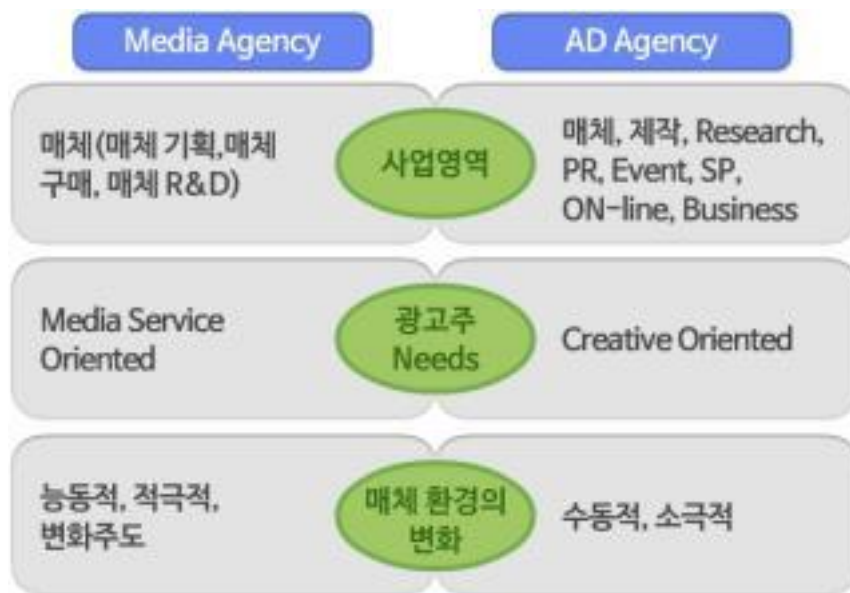 Media Agency
AD Agency
매체(매체 기획,매체
구매, 매체 R&D)
사업영역
매체, 제작, Research,
PR, Event, SP,
ON-line, Business
Media Service
Oriented
광고주
Needs
Creative Oriented
능동적, 적극적,
변화주도
매체 환경의
변화
수동적, 소극적